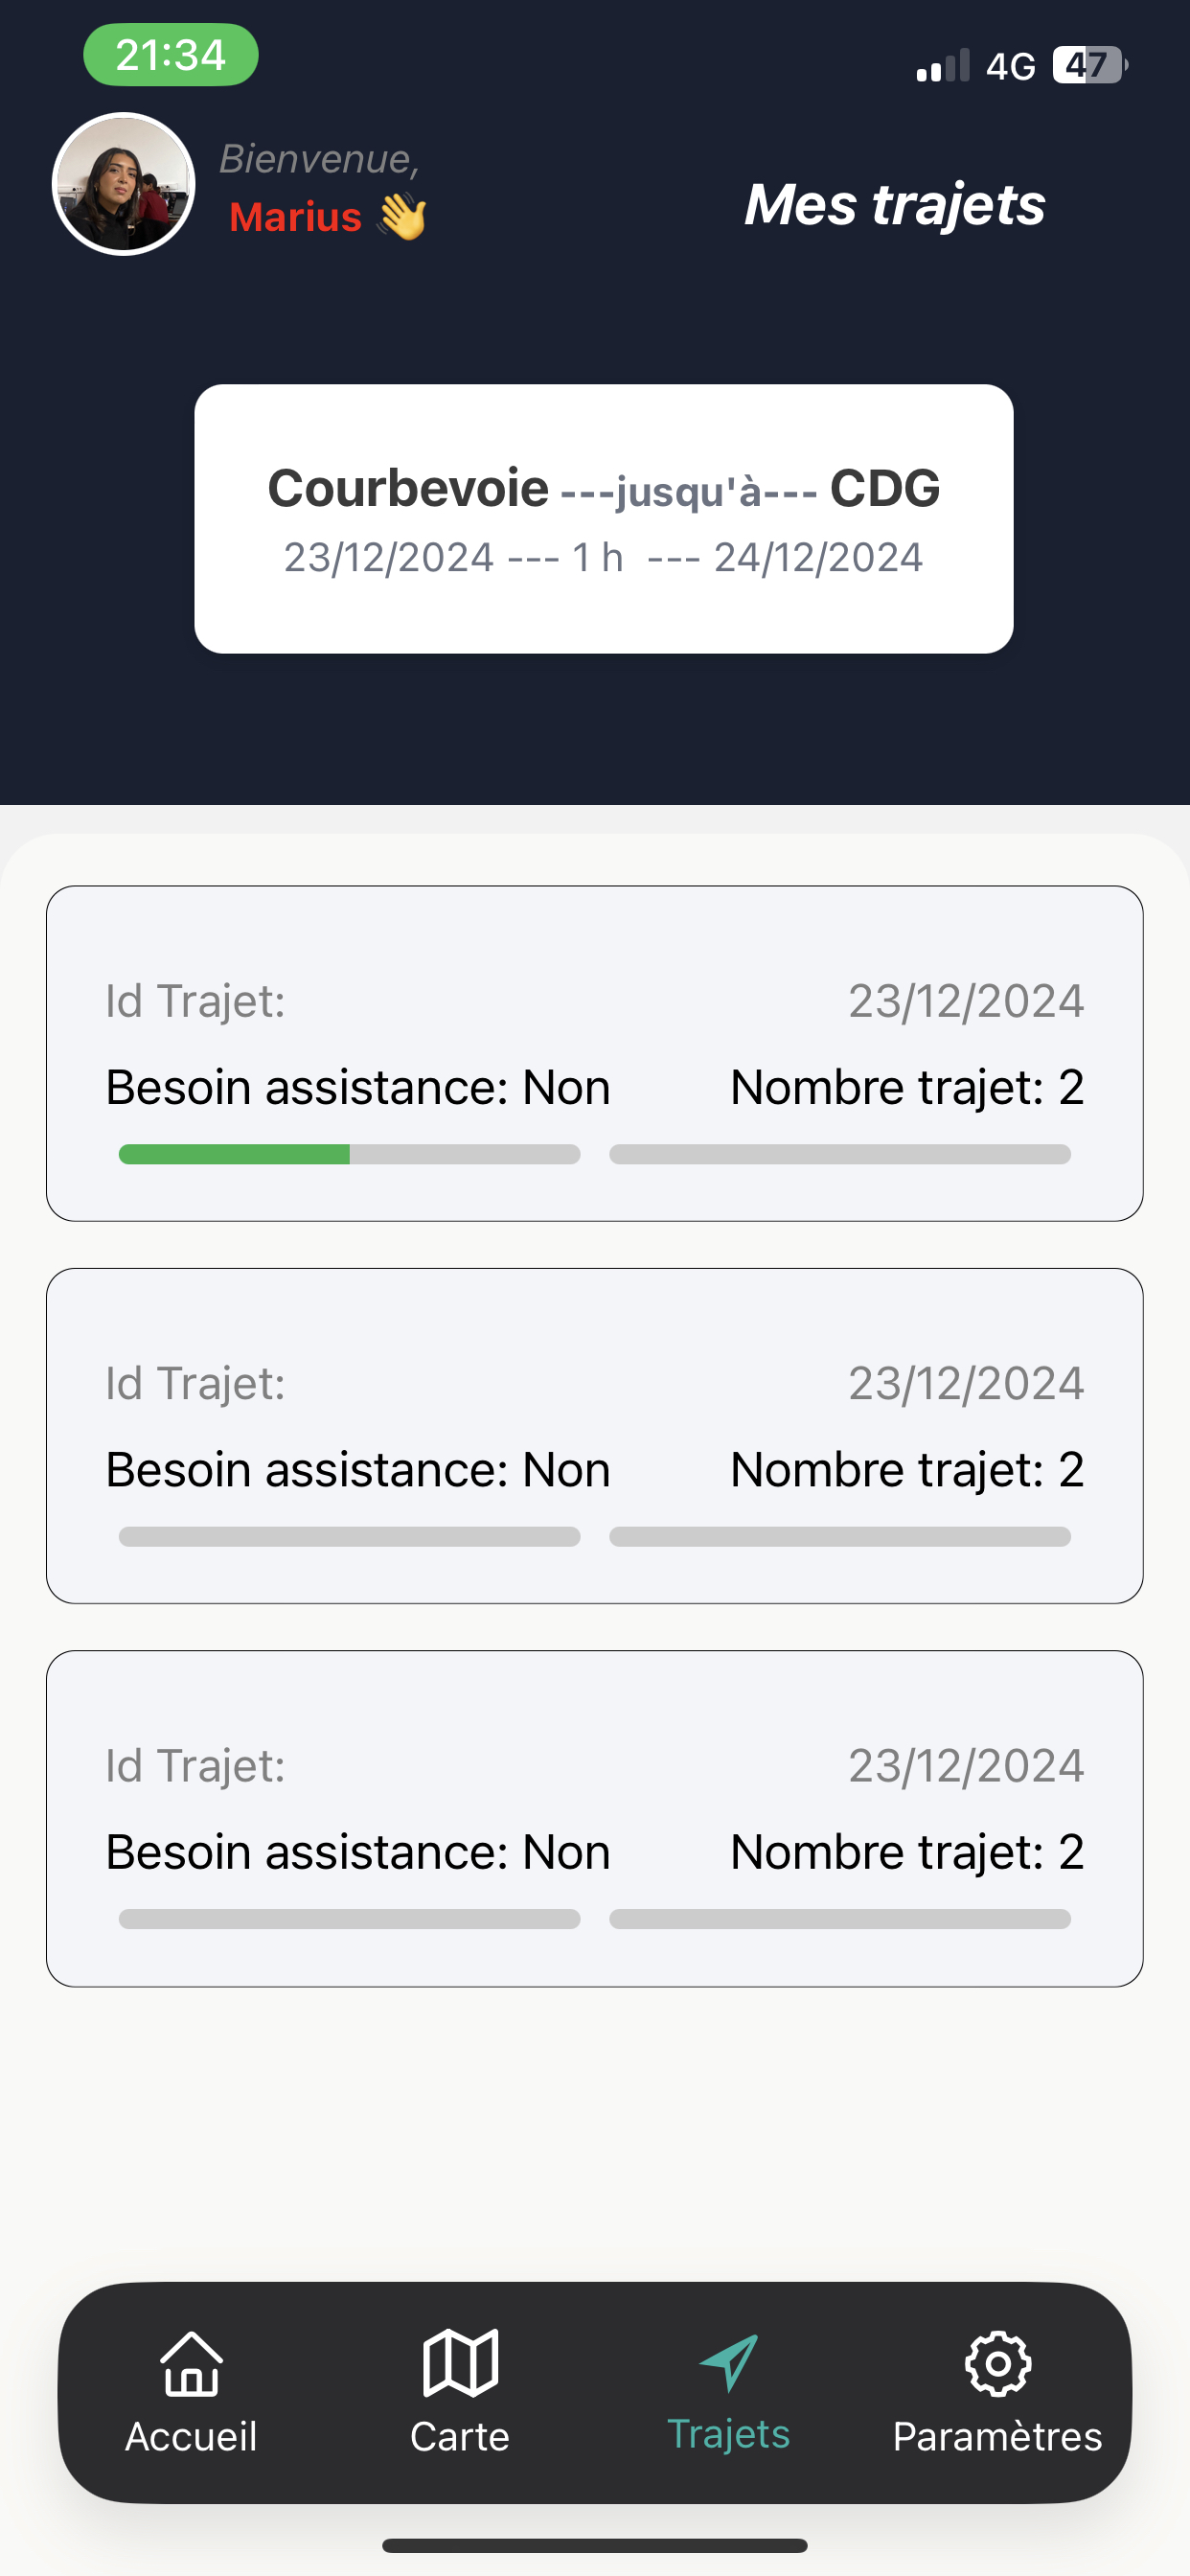 21:34 4G 47
Bienvenue,
Marius 👋
Mes trajets
Courbevoie ---jusqu'à--- CDG
23/12/2024 --- 1 h  --- 24/12/2024
Id Trajet: 23/12/2024
Besoin assistance: Non Nombre trajet: 2
Id Trajet: 23/12/2024
Besoin assistance: Non Nombre trajet: 2
Id Trajet: 23/12/2024
Besoin assistance: Non Nombre trajet: 2
Accueil Carte Trajets Paramètres